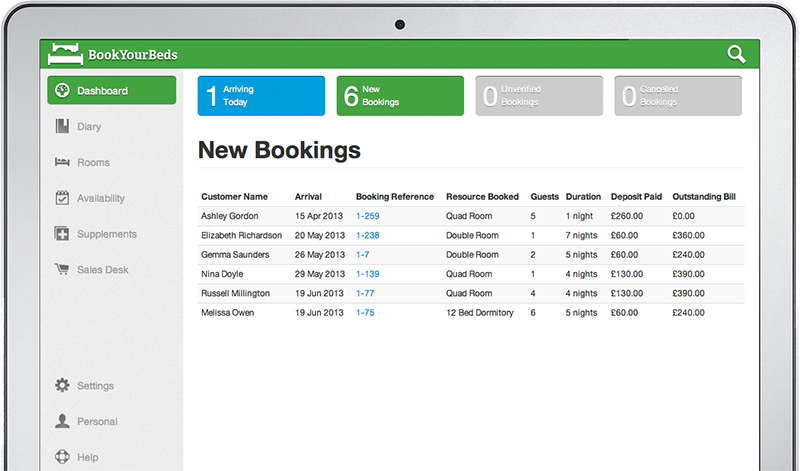 BookYourBeds
Dashboard
Diary
Rooms
Availability
Supplements
Sales Desk
Settings
Personal
Help
1 Arriving
Today
6 New
Bookings
0 Unverified
Bookings
0 Cancelled
Bookings
New Bookings
Customer Name Arrival Booking Reference Resource Booked Guests Duration Deposit Paid Outstanding Bill
Ashley Gordon 15 Apr 2013 1-259 Quad Room 5 1 night £260.00 £0.00
Elizabeth Richardson 20 May 2013 1-238 Double Room 1 7 nights £60.00 £360.00
Gemma Saunders 26 May 2013 1-7 Double Room 2 5 nights £60.00 £240.00
Nina Doyle 29 May 2013 1-139 Quad Room 1 4 nights £130.00 £390.00
Russell Millington 19 Jun 2013 1-77 Quad Room 4 4 nights £130.00 £390.00
Melissa Owen 19 Jun 2013 1-75 12 Bed Dormitory 6 5 nights £60.00 £240.00